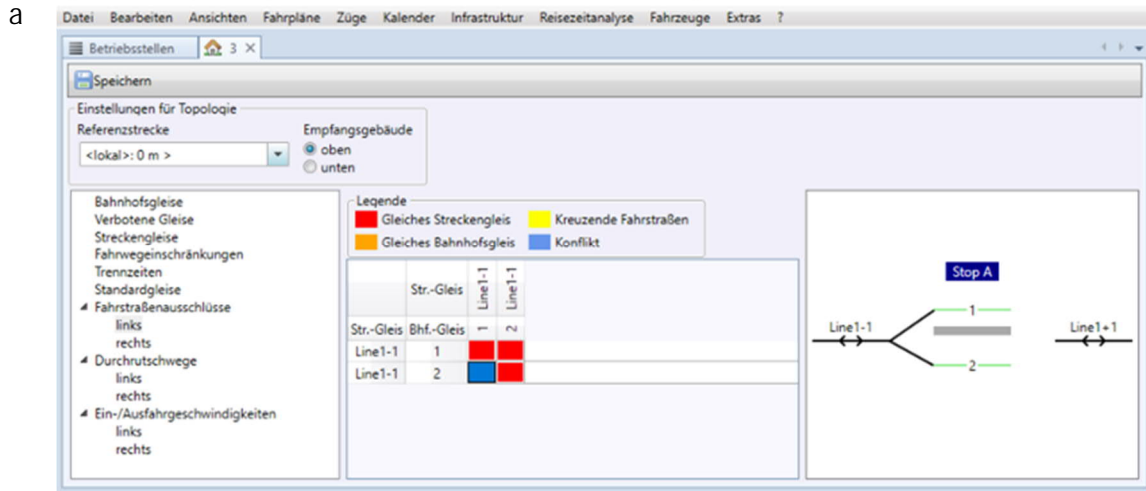 a
Datei Bearbeiten Ansichten Fahrpläne Züge Kalender Infrastruktur Reisezeitanalyse Fahrzeuge Extras ?
Betriebsstellen 3
Speichern
Einstellungen für Topologie
Referenzstrecke Empfangsgebäude
<lokal>: 0 m > oben
unten
Bahnhofsgleise
Verbotene Gleise
Streckengleise
Fahrwegeinschränkungen
Trennzeiten
Standardgleise
Fahrstraßenausschlüsse
links
rechts
Durchrutschwege
links
rechts
Ein-/Ausfahrgeschwindigkeiten
links
rechts
Legende
Gleiches Streckengleis Kreuzende Fahrstraßen
Gleiches Bahnhofsgleis Konflikt
Str.-Gleis Line1-1 Line1-1
Str.-Gleis Bhf.-Gleis 1 2
Line1-1 1
Line1-1 2
Stop A
1
Line1-1 Line1+1
2